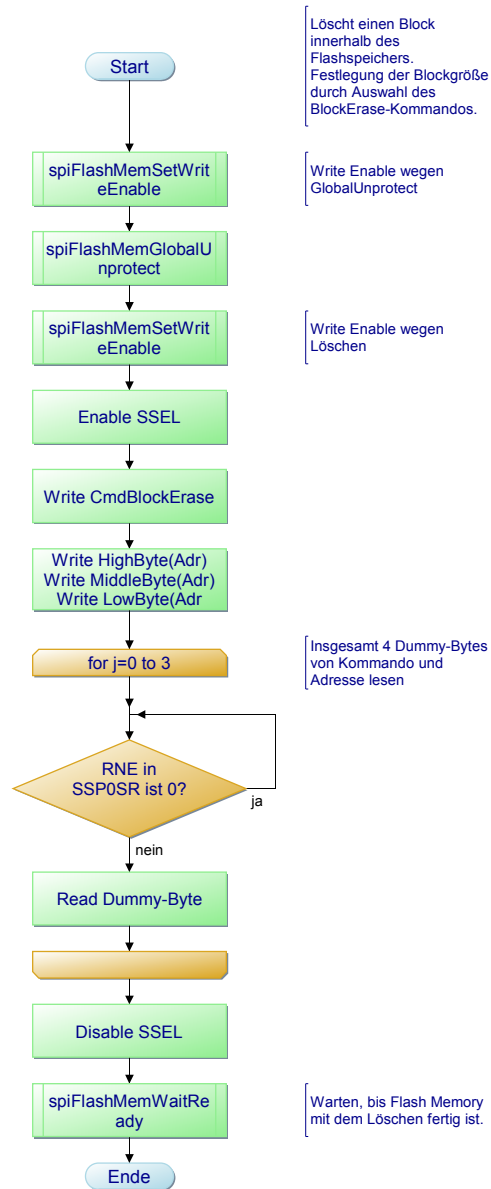 Start
Löscht einen Block
innerhalb des
Flashspeichers.
Festlegung der Blockgröße
durch Auswahl des
BlockErase-Kommandos.
spiFlashMemSetWrit
eEnable
Write Enable wegen
GlobalUnprotect
spiFlashMemGlobalU
nprotect
spiFlashMemSetWrit
eEnable
Write Enable wegen
Löschen
Enable SSEL
Write CmdBlockErase
Write HighByte(Adr)
Write MiddleByte(Adr)
Write LowByte(Adr
for j=0 to 3
Insgesamt 4 Dummy-Bytes
von Kommando und
Adresse lesen
RNE in
SSP0SR ist 0?
ja
nein
Read Dummy-Byte
Disable SSEL
spiFlashMemWaitRe
ady
Warten, bis Flash Memory
mit dem Löschen fertig ist.
Ende